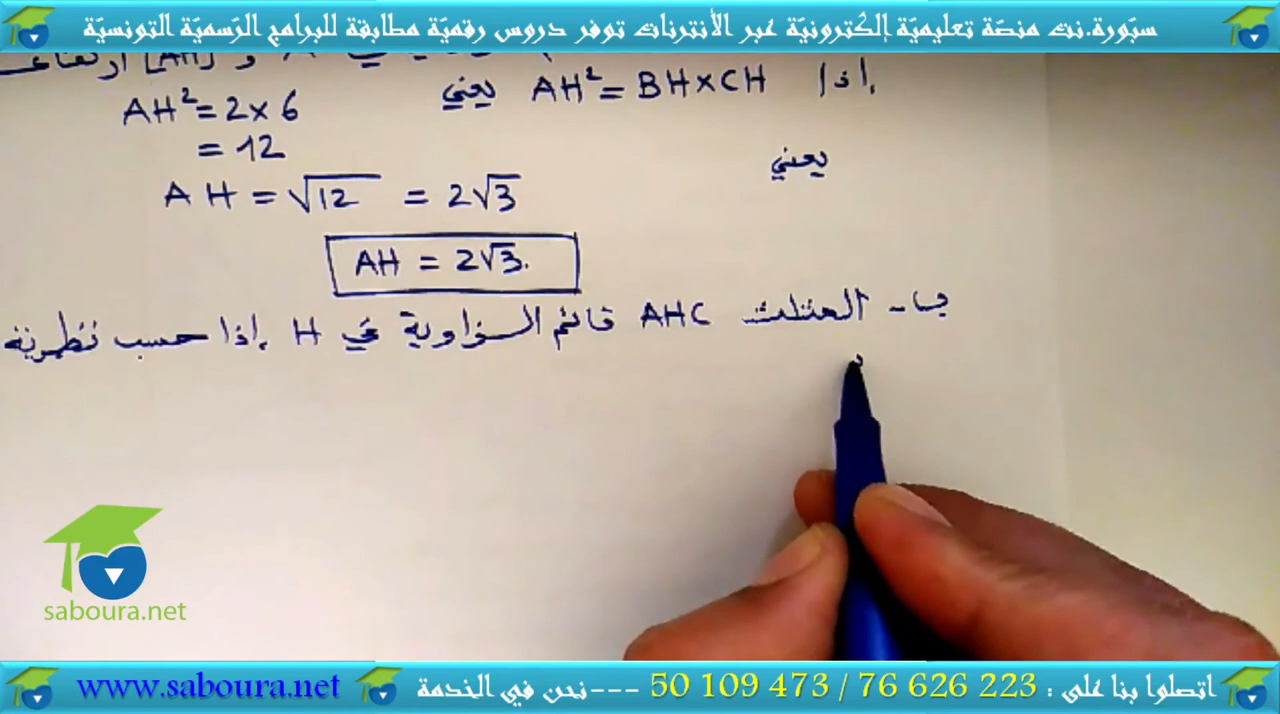 سبّورة.نت منصّة تعليميّة إلكترونيّة عبر الأنترنات توفر دروس رقميّة مطابقة للبرامج الرّسميّة التونسيّة
A و [AH] ارتفاع
إذا AH² = BH × CH يعني AH² = 2 × 6
= 12
يعني
AH = √12 = 2√3
AH = 2√3.
ب- المثلث AHC قائم الزاوية في H إذا حسب نظرية
saboura.net
اتصلوا بنا على : 50 109 473 / 76 626 223 ---نحن في الخدمة www.saboura.net